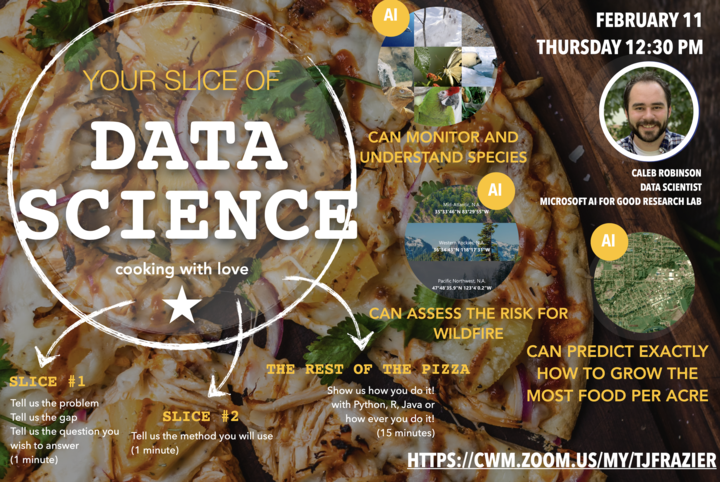 YOUR SLICE OF
DATA
SCIENCE
cooking with love
SLICE #1
Tell us the problem
Tell us the gap
Tell us the question you
wish to answer
(1 minute)
SLICE #2
Tell us the method you will use
(1 minute)
THE REST OF THE PIZZA
Show us how you do it!
with Python, R, Java or
how ever you do it!
(15 minutes)
AI
CAN MONITOR AND
UNDERSTAND SPECIES
AI
Mid Atlantic, N.A.
Western Rockies, N.A.
Pacific Northwest, N.A.
CAN ASSESS THE RISK FOR
WILDFIRE
FEBRUARY 11
THURSDAY 12:30 PM
CALEB ROBINSON
DATA SCIENTIST
MICROSOFT AI FOR GOOD RESEARCH LAB
AI
CAN PREDICT EXACTLY
HOW TO GROW THE
MOST FOOD PER ACRE
HTTPS://CWM.ZOOM.US/MY/TJFRAZIER